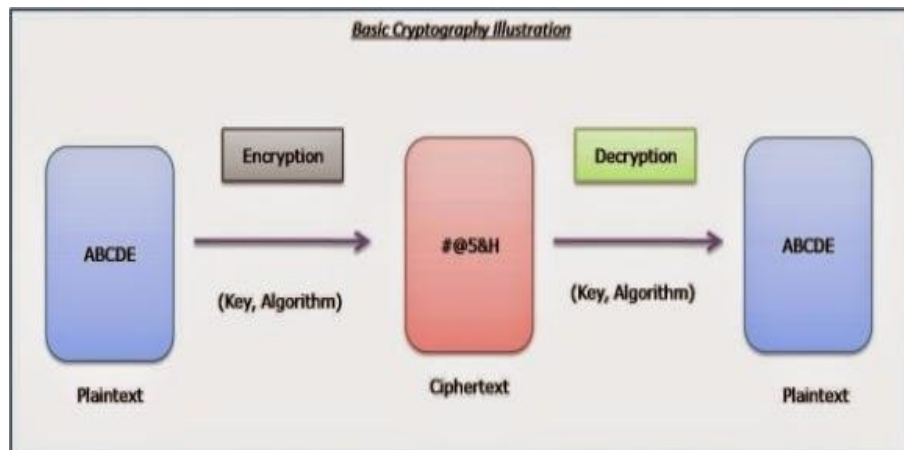 Basic Cryptography Illustration
Encryption
Decryption
ABCDE
#@5&H
ABCDE
(Key, Algorithm)
(Key, Algorithm)
Plaintext
Ciphertext
Plaintext